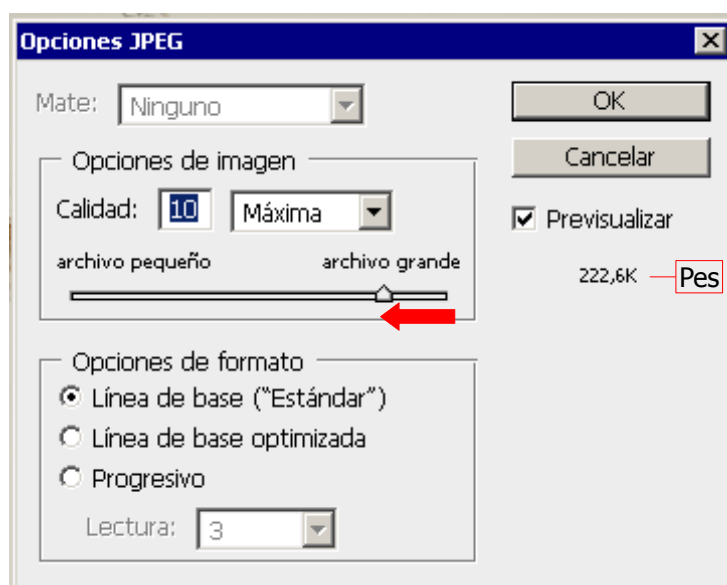 Opciones JPEG
Mate: Ninguno
OK
Cancelar
Opciones de imagen
Calidad: 10 Máxima
Previsualizar
archivo pequeño archivo grande
222,6K Pes
Opciones de formato
Línea de base ("Estándar")
Línea de base optimizada
Progresivo
Lectura: 3